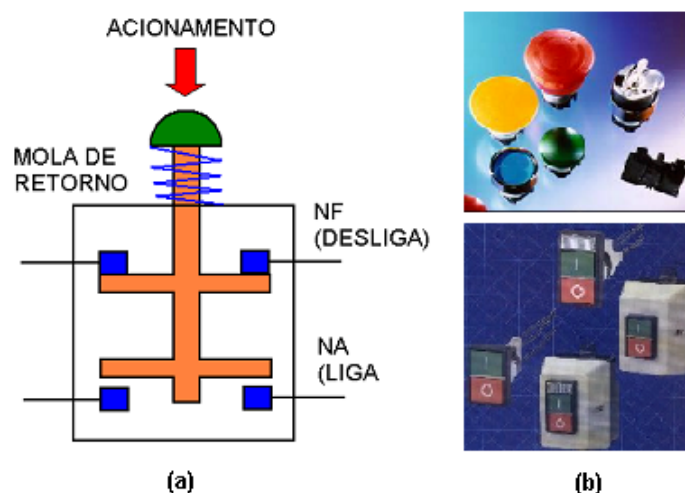 ACIONAMENTO
MOLA DE
RETORNO
NF
(DESLIGA)
NA
(LIGA
(a)
(b)